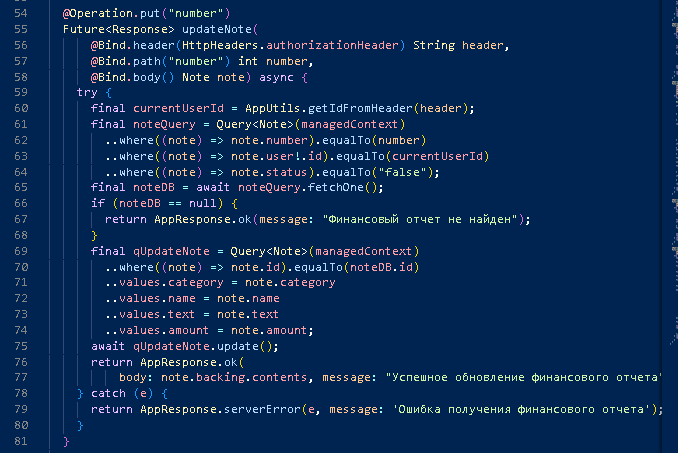 54 @Operation.put("number")
55 Future<Response> updateNote(
56 @Bind.header(HttpHeaders.authorizationHeader) String header,
57 @Bind.path("number") int number,
58 @Bind.body() Note note) async {
59 try {
60 final currentUserId = AppUtils.getIdFromHeader(header);
61 final noteQuery = Query<Note>(managedContext)
62 ..where((note) => note.number).equalTo(number)
63 ..where((note) => note.user!.id).equalTo(currentUserId)
64 ..where((note) => note.status).equalTo("false");
65 final noteDB = await noteQuery.fetchOne();
66 if (noteDB == null) {
67 return AppResponse.ok(message: "Финансовый отчет не найден");
68 }
69 final qUpdateNote = Query<Note>(managedContext)
70 ..where((note) => note.id).equalTo(noteDB.id)
71 ..values.category = note.category
72 ..values.name = note.name
73 ..values.text = note.text
74 ..values.amount = note.amount;
75 await qUpdateNote.update();
76 return AppResponse.ok(
77 body: note.backing.contents, message: "Успешное обновление финансового отчета"
78 } catch (e) {
79 return AppResponse.serverError(e, message: 'Ошибка получения финансового отчета');
80 }
81 }